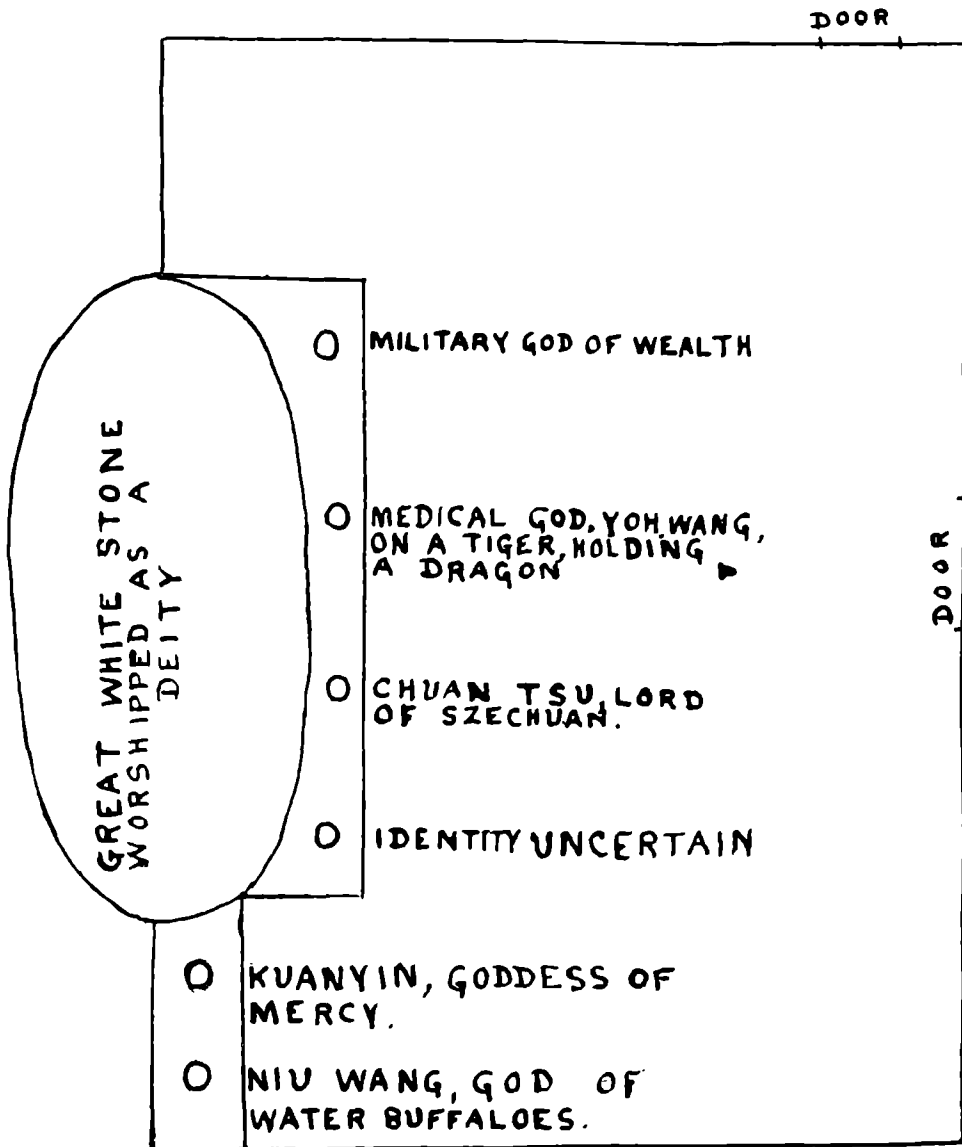 DOOR
MILITARY GOD OF WEALTH
MEDICAL GOD, YOH WANG,
ON A TIGER, HOLDING
A DRAGON
DOOR
GREAT WHITE STONE
WORSHIPPED AS A
DEITY
CHUAN TSU, LORD
OF SZECHUAN.
IDENTITY UNCERTAIN
KUANYIN, GODDESS OF
MERCY.
NIU WANG, GOD OF
WATER BUFFALOES.